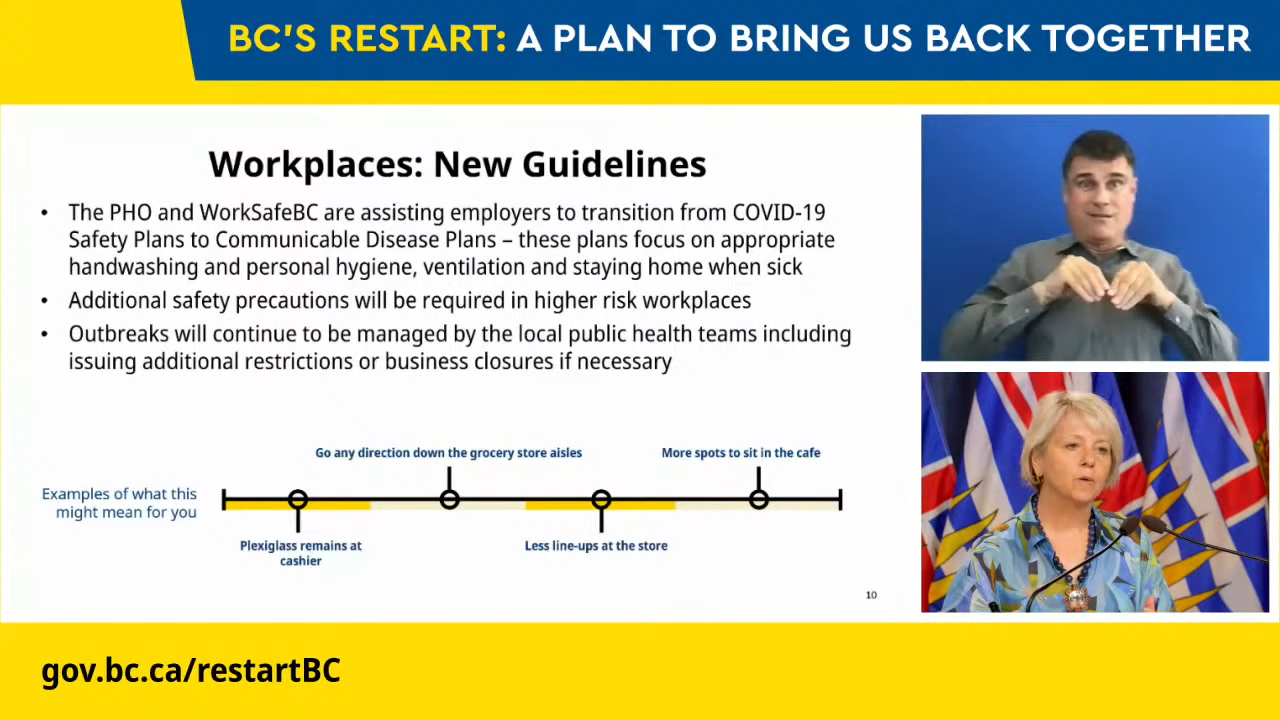 BC'S RESTART: A PLAN TO BRING US BACK TOGETHER
Workplaces: New Guidelines
• The PHO and WorkSafeBC are assisting employers to transition from COVID-19
Safety Plans to Communicable Disease Plans – these plans focus on appropriate
handwashing and personal hygiene, ventilation and staying home when sick
• Additional safety precautions will be required in higher risk workplaces
• Outbreaks will continue to be managed by the local public health teams including
issuing additional restrictions or business closures if necessary
Go any direction down the grocery store aisles
More spots to sit in the cafe
Examples of what this
might mean for you
Plexiglass remains at
cashier
Less line-ups at the store
10
gov.bc.ca/restartBC